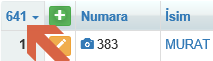 641 Numara İsim
1 383 MURAT